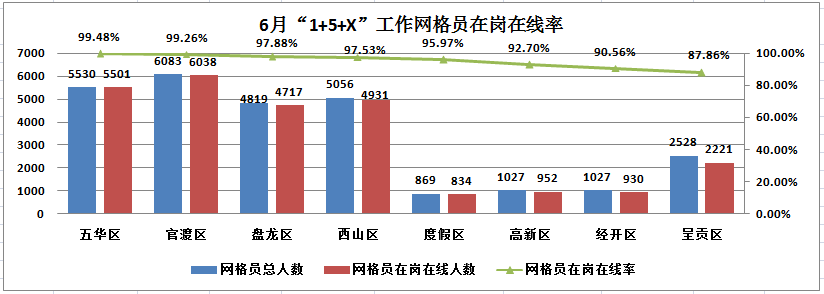 6月“1+5+X”工作网格员在岗在线率
99.48% 99.26% 97.88% 97.53% 95.97% 92.70% 90.56% 87.86%
7000 100.00%
6000 80.00%
5000 60.00%
4000 40.00%
3000 20.00%
2000 0.00%
1000
0
5530 5501 6083 6038 4819 4717 5056 4931 869 834 1027 952 1027 930 2528 2221
五华区 官渡区 盘龙区 西山区 度假区 高新区 经开区 呈贡区
网格员总人数 网格员在岗在线人数 网格员在岗在线率